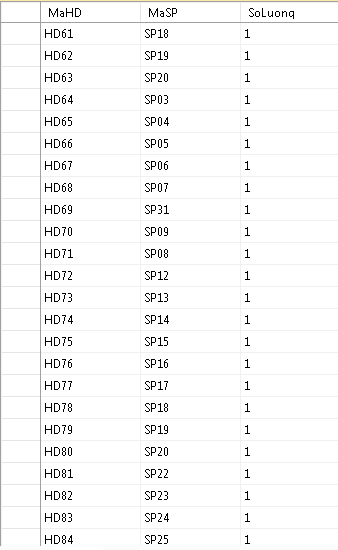 MaHD MaSP SoLuong
HD61 SP18 1
HD62 SP19 1
HD63 SP20 1
HD64 SP03 1
HD65 SP04 1
HD66 SP05 1
HD67 SP06 1
HD68 SP07 1
HD69 SP31 1
HD70 SP09 1
HD71 SP08 1
HD72 SP12 1
HD73 SP13 1
HD74 SP14 1
HD75 SP15 1
HD76 SP16 1
HD77 SP17 1
HD78 SP18 1
HD79 SP19 1
HD80 SP20 1
HD81 SP22 1
HD82 SP23 1
HD83 SP24 1
HD84 SP25 1